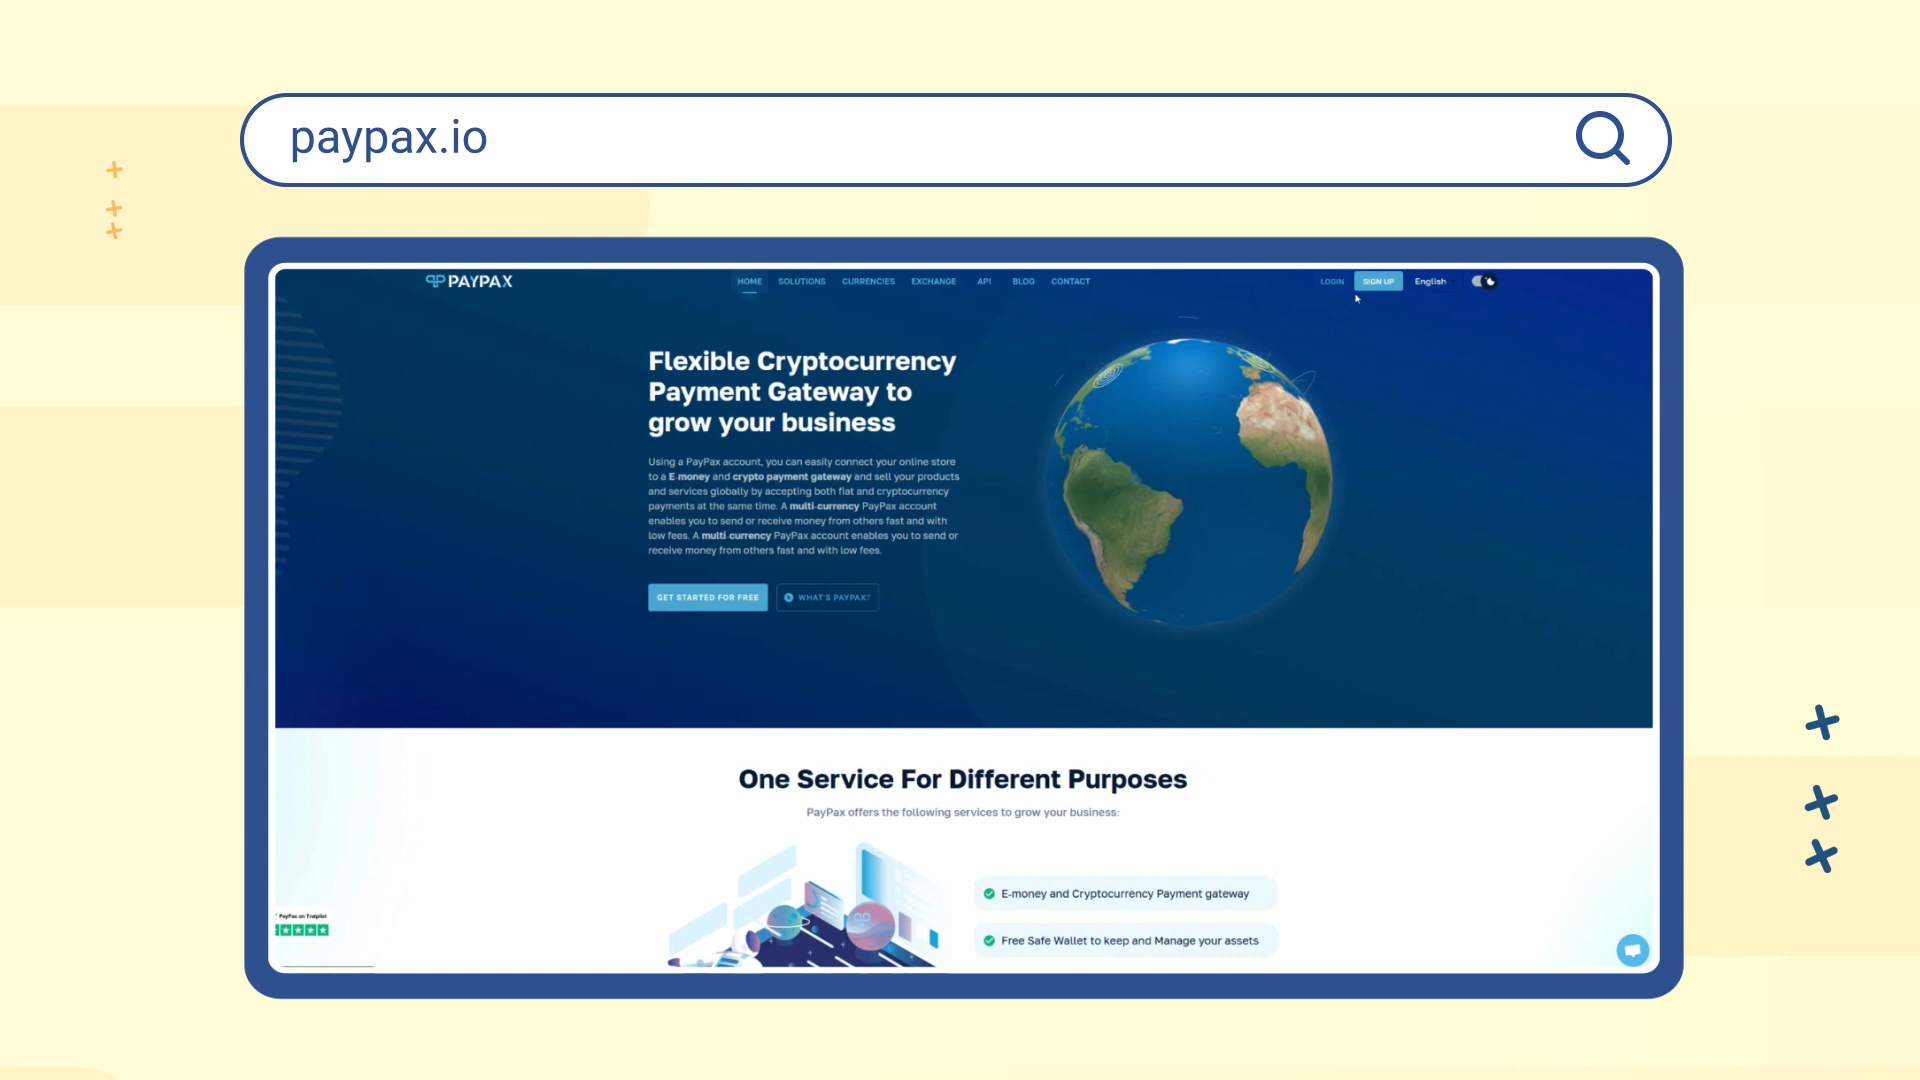 paypax.io
PAYPAX
HOME SOLUTIONS CURRENCIES EXCHANGE API BLOG CONTACT
LOGIN SIGN UP English
Flexible Cryptocurrency
Payment Gateway to
grow your business
Using a PayPax account, you can easily connect your online store
to a E-money and crypto payment gateway and sell your products
and services globally by accepting both fiat and cryptocurrency
payments at the same time. A multi-currency PayPax account
enables you to send or receive money from others fast and with
low fees. A multi-currency PayPax account enables you to send or
receive money from others fast and with low fees.
GET STARTED FOR FREE
WHAT'S PAYPAX?
One Service For Different Purposes
PayPax offers the following services to grow your business:
E-money and Cryptocurrency Payment gateway
Free Safe Wallet to keep and Manage your assets
PayPax on Trustpilot